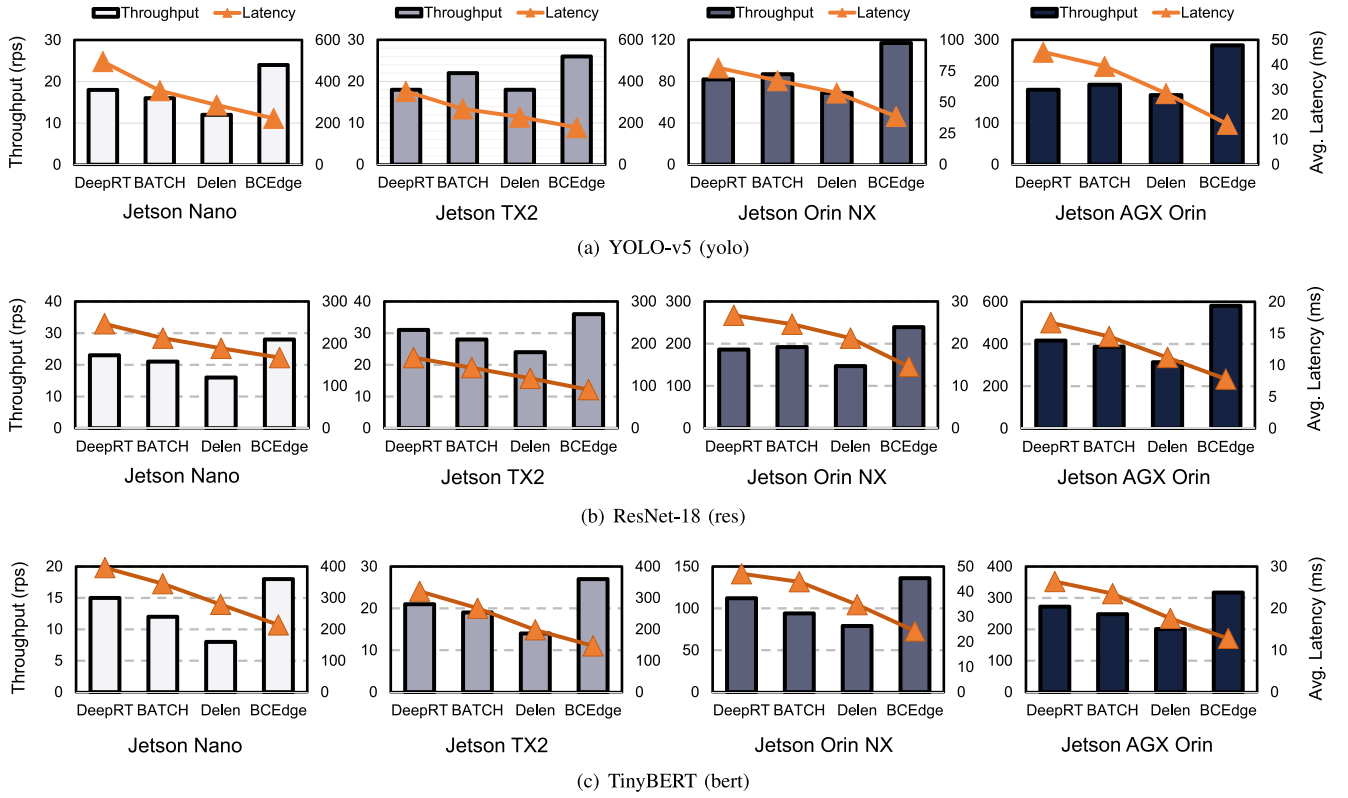 Throughput Latency Throughput Latency Throughput Latency Throughput Latency
Throughput (rps)
30 20 10 0
600 400 200 0
DeepRT BATCH Delen BCEdge
Jetson Nano
30 20 10 0
600 400 200 0
DeepRT BATCH Delen BCEdge
Jetson TX2
120 80 40 0
100 75 50 25 0
DeepRT BATCH Delen BCEdge
Jetson Orin NX
300 200 100 0
50 40 30 20 10 0
Avg. Latency (ms)
DeepRT BATCH Delen BCEdge
Jetson AGX Orin
(a) YOLO-v5 (yolo)
Throughput (rps)
40 30 20 10 0
300 200 100 0
DeepRT BATCH Delen BCEdge
Jetson Nano
40 30 20 10 0
300 200 100 0
DeepRT BATCH Delen BCEdge
Jetson TX2
300 200 100 0
30 20 10 0
DeepRT BATCH Delen BCEdge
Jetson Orin NX
600 400 200 0
20 15 10 5 0
Avg. Latency (ms)
DeepRT BATCH Delen BCEdge
Jetson AGX Orin
(b) ResNet-18 (res)
Throughput (rps)
20 15 10 5 0
400 300 200 100 0
DeepRT BATCH Delen BCEdge
Jetson Nano
30 20 10 0
400 300 200 100 0
DeepRT BATCH Delen BCEdge
Jetson TX2
150 100 50 0
50 40 30 20 10 0
DeepRT BATCH Delen BCEdge
Jetson Orin NX
400 300 200 100 0
30 20 10 0
Avg. Latency (ms)
DeepRT BATCH Delen BCEdge
Jetson AGX Orin
(c) TinyBERT (bert)